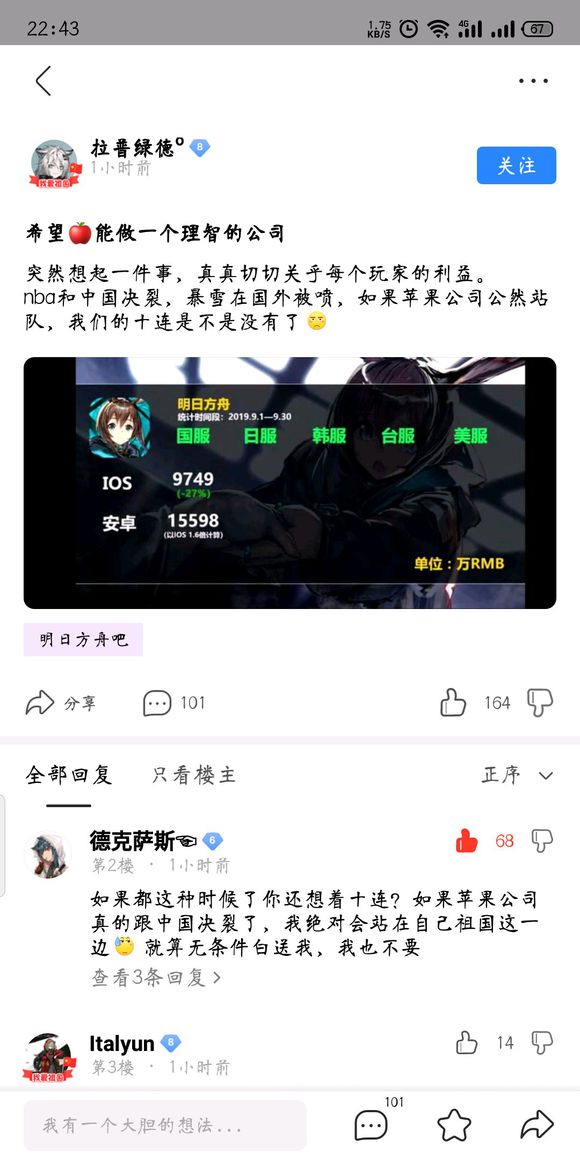 22:43
1.75 KB/S
4G
67
拉普绿德º 8
1小时前
我爱祖国
关注
希望🍎能做一个理智的公司
突然想起一件事，真真切切关乎每个玩家的利益。
nba和中国决裂，暴雪在国外被喷，如果苹果公司公然站
队，我们的十连是不是没有了
明日方舟
统计时间段：2019.9.1—9.30
国服 日服 韩服 台服 美服
IOS 9749
(-27%)
安卓 15598
(以IOS 1.6倍计算)
单位：万RMB
明日方舟吧
分享 101 164
全部回复 只看楼主 正序
德克萨斯☜ 6
68
第2楼 · 1小时前
如果都这种时候了你还想着十连？如果苹果公司
真的跟中国决裂了，我绝对会站在自己祖国这一
边 就算无条件白送我，我也不要
查看3条回复
Italyun 8
14
第3楼 · 1小时前
我爱祖国
我有一个大胆的想法...
101